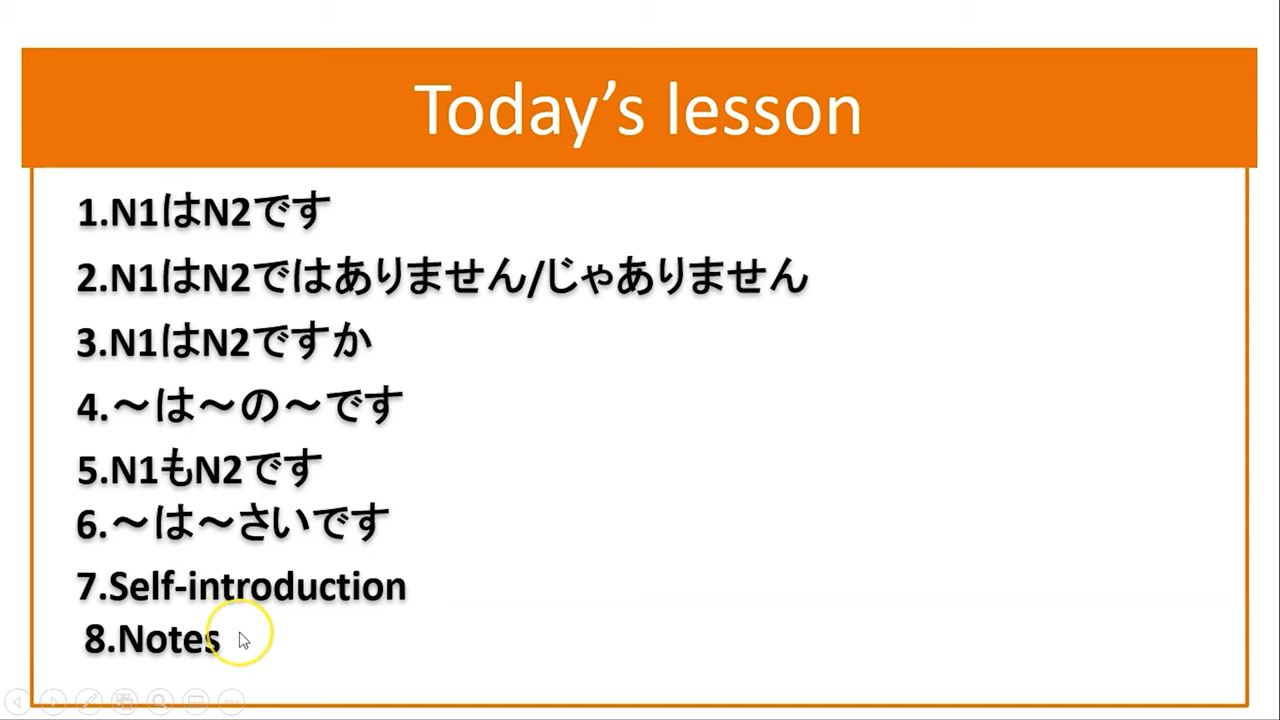 Today’s lesson
1.N1はN2です
2.N1はN2ではありません/じゃありません
3.N1はN2ですか
4.～は～の～です
5.N1もN2です
6.～は～さいです
7.Self-introduction
8.Notes